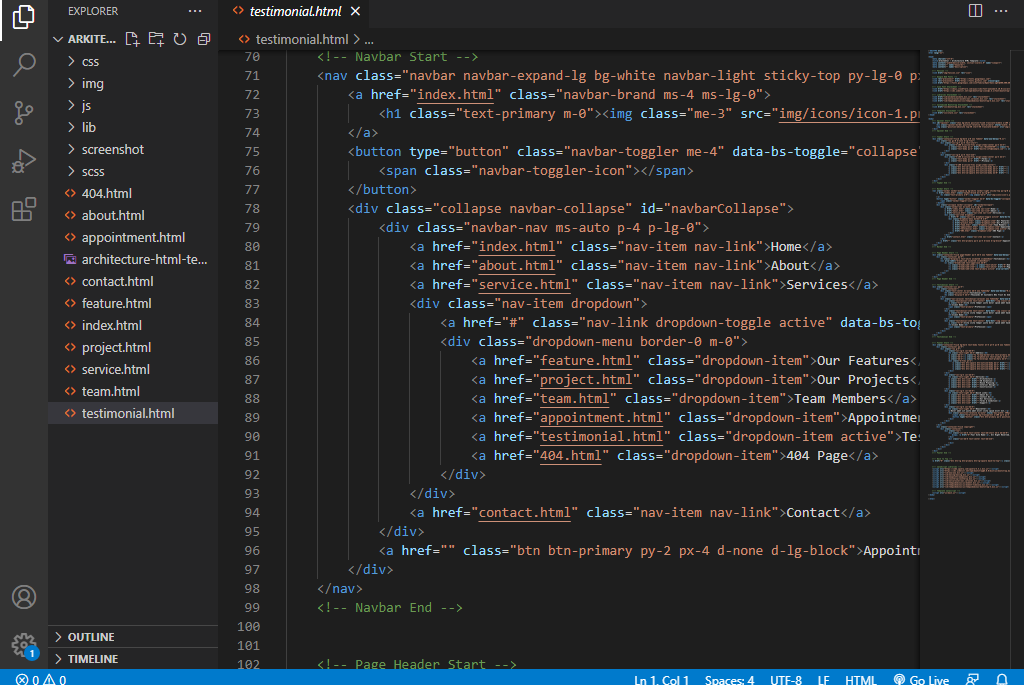 EXPLORER
ARKITE...
css
img
js
lib
screenshot
scss
404.html
about.html
appointment.html
architecture-html-te...
contact.html
feature.html
index.html
project.html
service.html
team.html
testimonial.html
OUTLINE
TIMELINE
testimonial.html
testimonial.html > ...
70 <!-- Navbar Start -->
71 <nav class="navbar navbar-expand-lg bg-white navbar-light sticky-top py-lg-0 px
72 <a href="index.html" class="navbar-brand ms-4 ms-lg-0">
73 <h1 class="text-primary m-0"><img class="me-3" src="img/icons/icon-1.pn
74 </a>
75 <button type="button" class="navbar-toggler me-4" data-bs-toggle="collapse"
76 <span class="navbar-toggler-icon"></span>
77 </button>
78 <div class="collapse navbar-collapse" id="navbarCollapse">
79 <div class="navbar-nav ms-auto p-4 p-lg-0">
80 <a href="index.html" class="nav-item nav-link">Home</a>
81 <a href="about.html" class="nav-item nav-link">About</a>
82 <a href="service.html" class="nav-item nav-link">Services</a>
83 <div class="nav-item dropdown">
84 <a href="#" class="nav-link dropdown-toggle active" data-bs-tog
85 <div class="dropdown-menu border-0 m-0">
86 <a href="feature.html" class="dropdown-item">Our Features</
87 <a href="project.html" class="dropdown-item">Our Projects</
88 <a href="team.html" class="dropdown-item">Team Members</a>
89 <a href="appointment.html" class="dropdown-item">Appointmen
90 <a href="testimonial.html" class="dropdown-item active">Tes
91 <a href="404.html" class="dropdown-item">404 Page</a>
92 </div>
93 </div>
94 <a href="contact.html" class="nav-item nav-link">Contact</a>
95 </div>
96 <a href="" class="btn btn-primary py-2 px-4 d-none d-lg-block">Appointm
97 </div>
98 </nav>
99 <!-- Navbar End -->
100
101
102 <!-- Page Header Start -->
1
0 0 Ln 1, Col 1 Spaces: 4 UTF-8 LF HTML Go Live